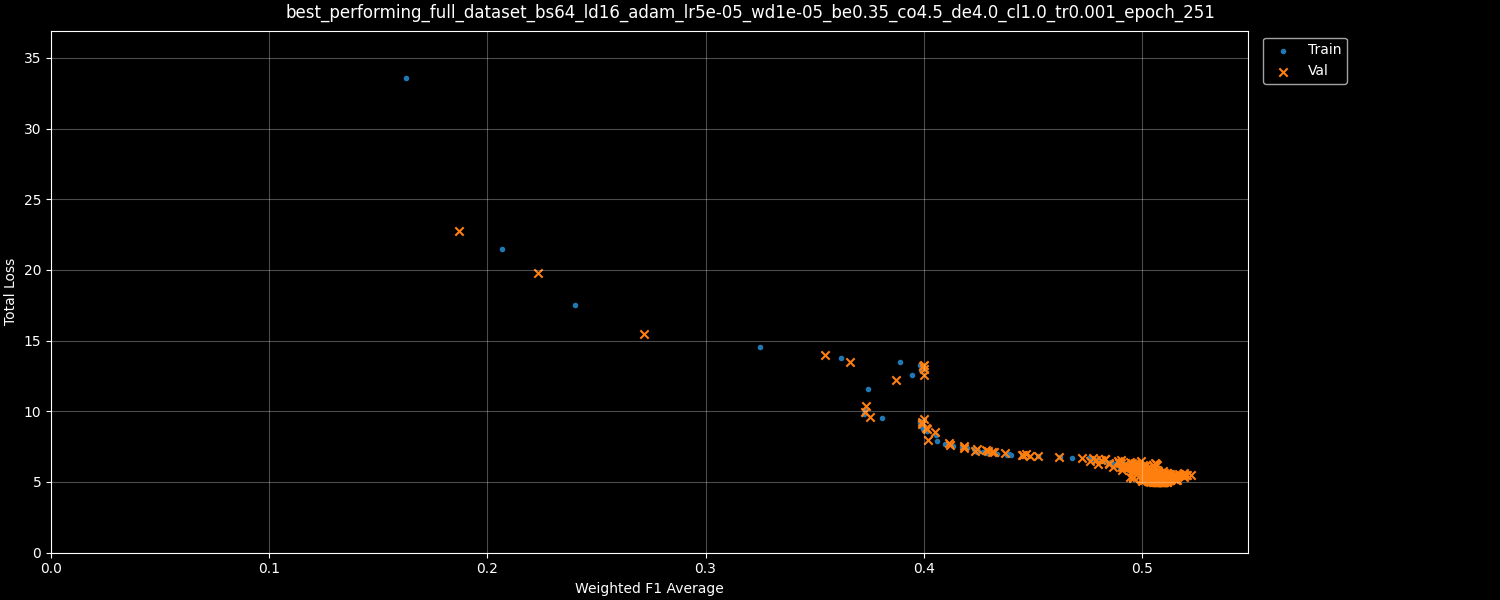 best_performing_full_dataset_bs64_ld16_adam_lr5e-05_wd1e-05_be0.35_co4.5_de4.0_cl1.0_tr0.001_epoch_251
Train
Val
35
30
25
20
15
10
5
0
Total Loss
0.0 0.1 0.2 0.3 0.4 0.5
Weighted F1 Average